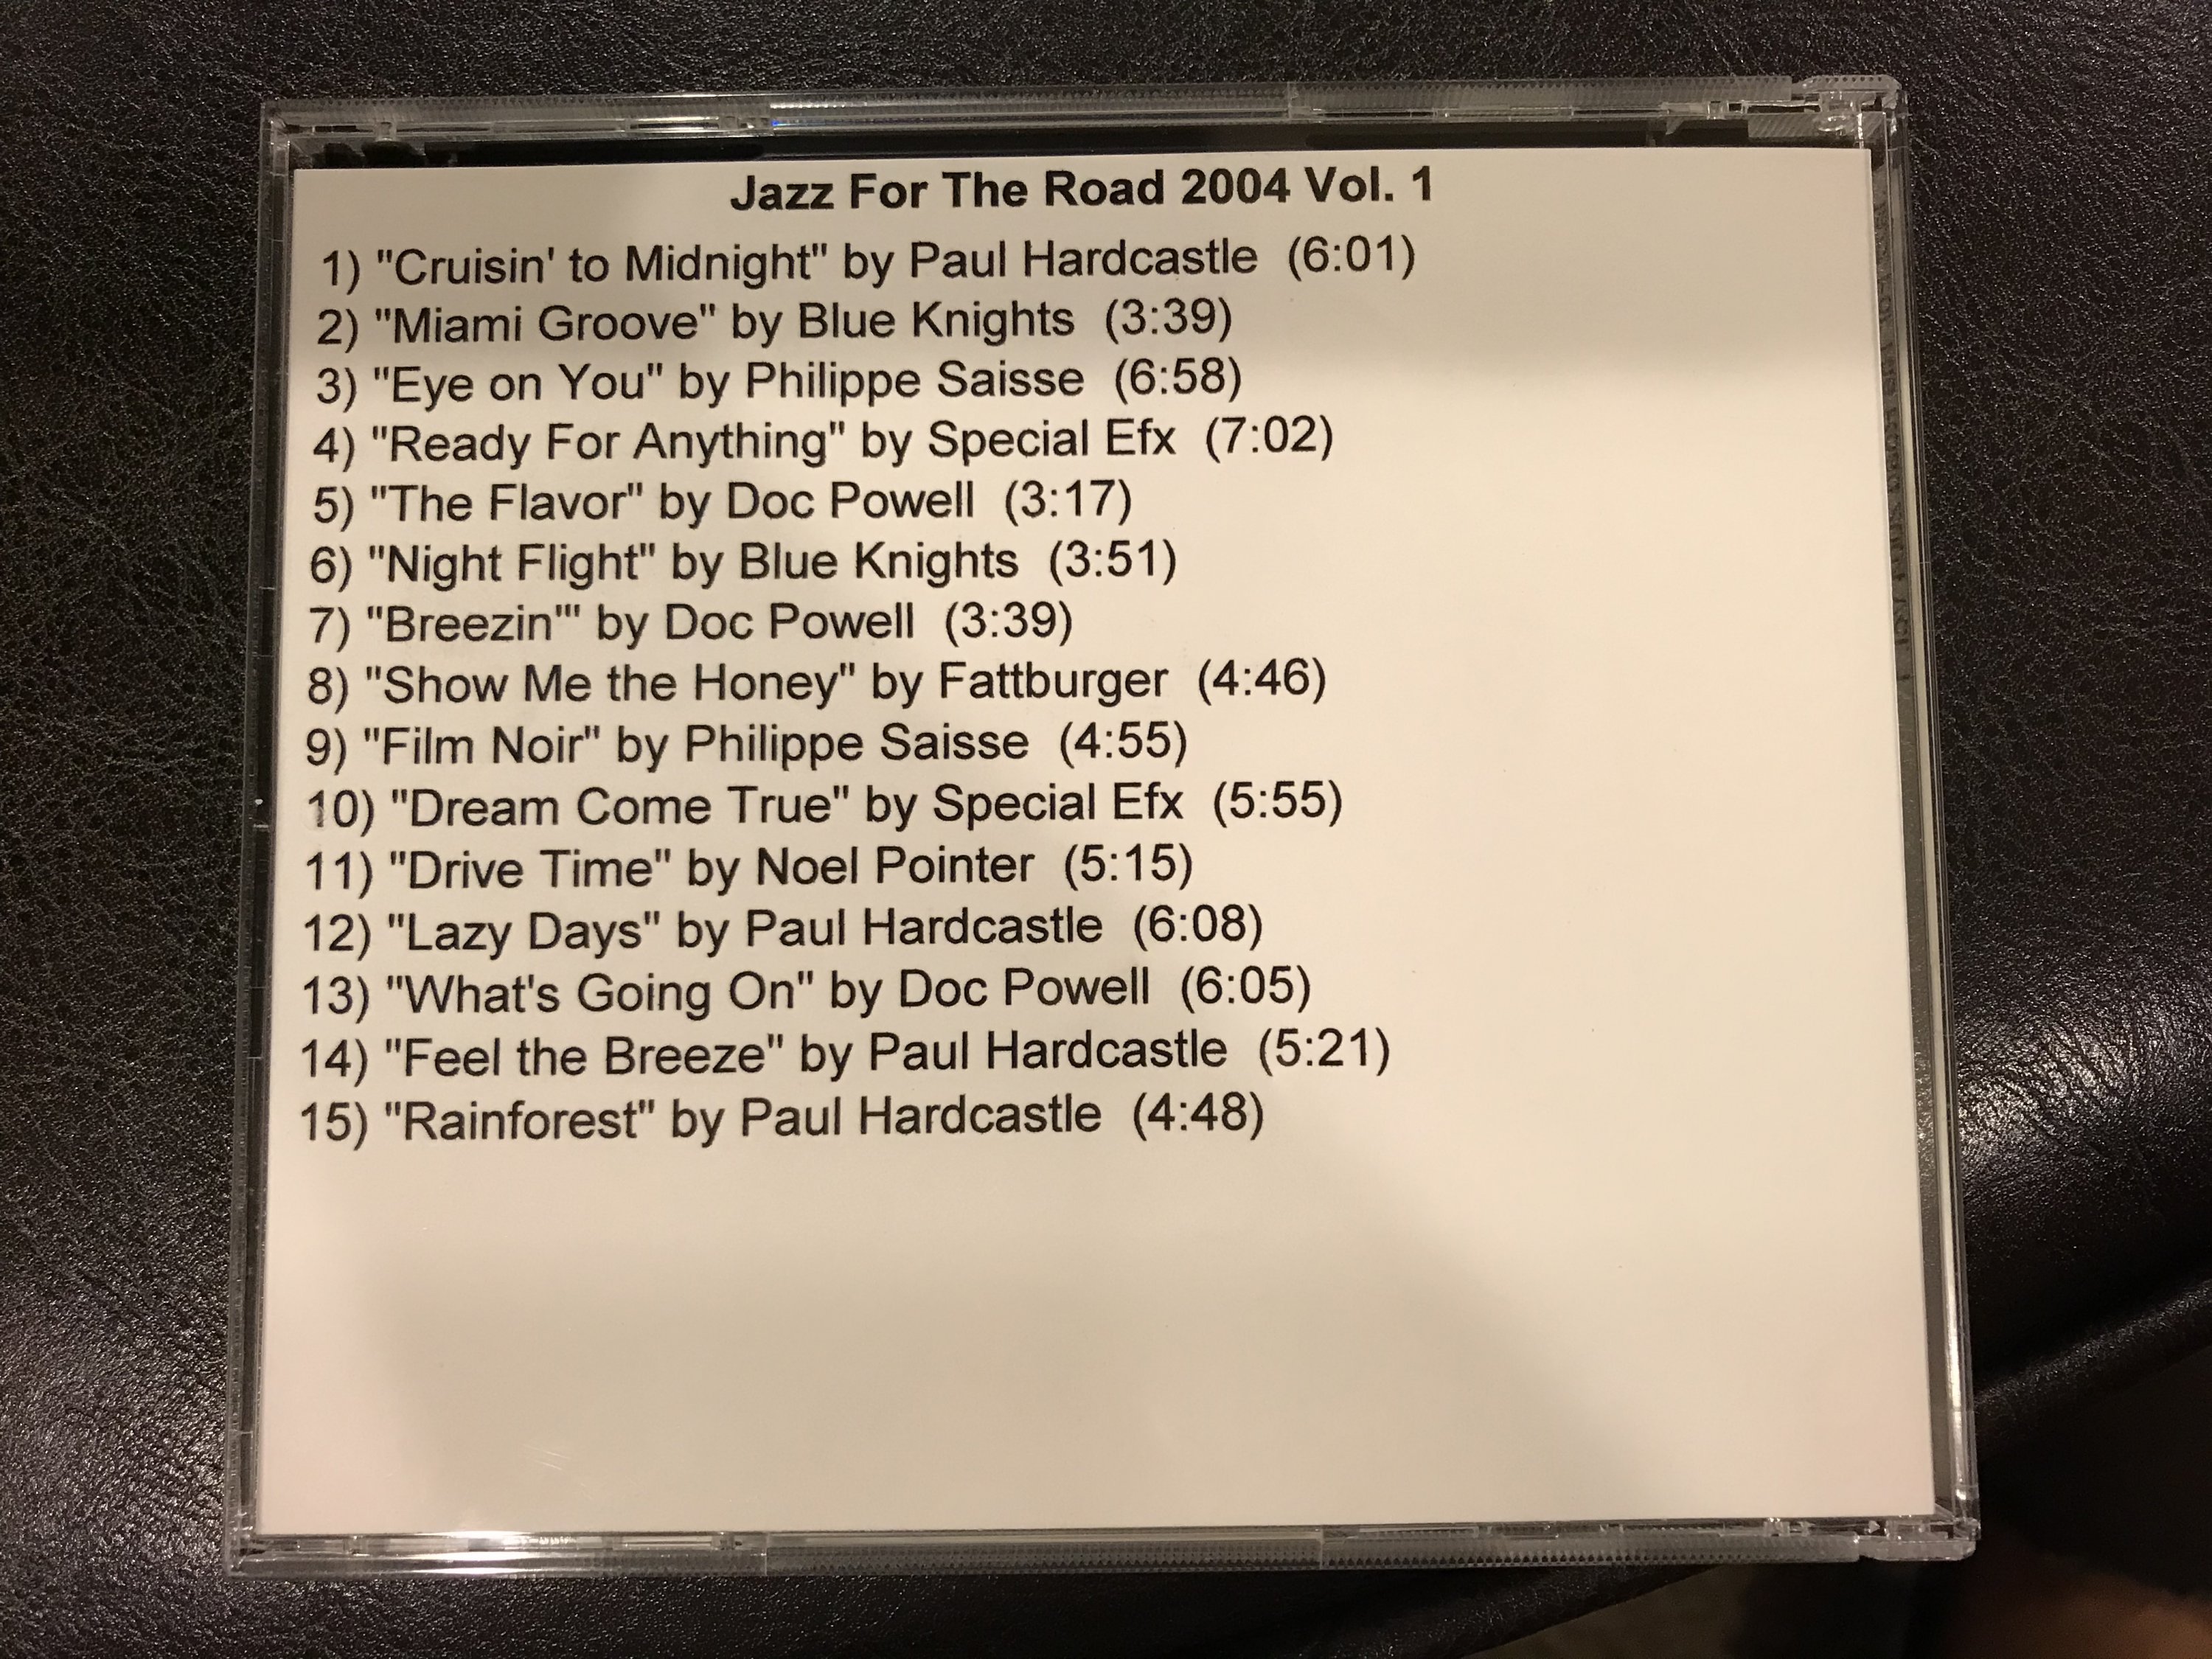 Jazz For The Road 2004 Vol. 1
1) "Cruisin' to Midnight" by Paul Hardcastle (6:01)
2) "Miami Groove" by Blue Knights (3:39)
3) "Eye on You" by Philippe Saisse (6:58)
4) "Ready For Anything" by Special Efx (7:02)
5) "The Flavor" by Doc Powell (3:17)
6) "Night Flight" by Blue Knights (3:51)
7) "Breezin'" by Doc Powell (3:39)
8) "Show Me the Honey" by Fattburger (4:46)
9) "Film Noir" by Philippe Saisse (4:55)
10) "Dream Come True" by Special Efx (5:55)
11) "Drive Time" by Noel Pointer (5:15)
12) "Lazy Days" by Paul Hardcastle (6:08)
13) "What's Going On" by Doc Powell (6:05)
14) "Feel the Breeze" by Paul Hardcastle (5:21)
15) "Rainforest" by Paul Hardcastle (4:48)